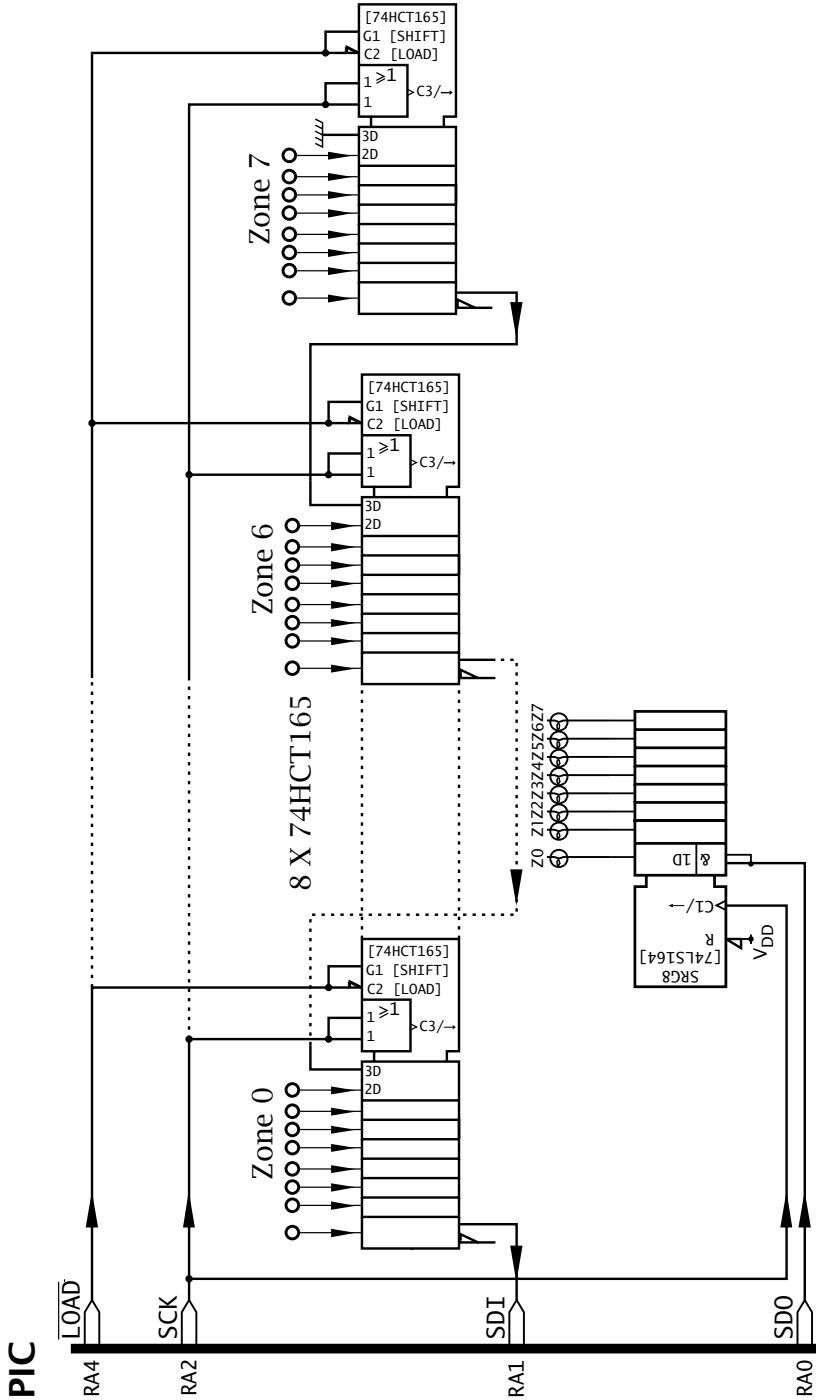 [74HCT165]
G1 [SHIFT]
C2 [LOAD]
1 ≥1
1
C3/→
3D
2D
Zone 7
[74HCT165]
G1 [SHIFT]
C2 [LOAD]
1 ≥1
1
C3/→
3D
2D
Zone 6
8 X 74HCT165
Z0 Z1 Z2 Z3 Z4 Z5 Z6 Z7
1D &
C1/→
R
[74LS164]
SRG8
VDD
[74HCT165]
G1 [SHIFT]
C2 [LOAD]
1 ≥1
1
C3/→
3D
2D
Zone 0
PIC
LOAD
SCK
SDI
SDO
RA4
RA2
RA1
RA0